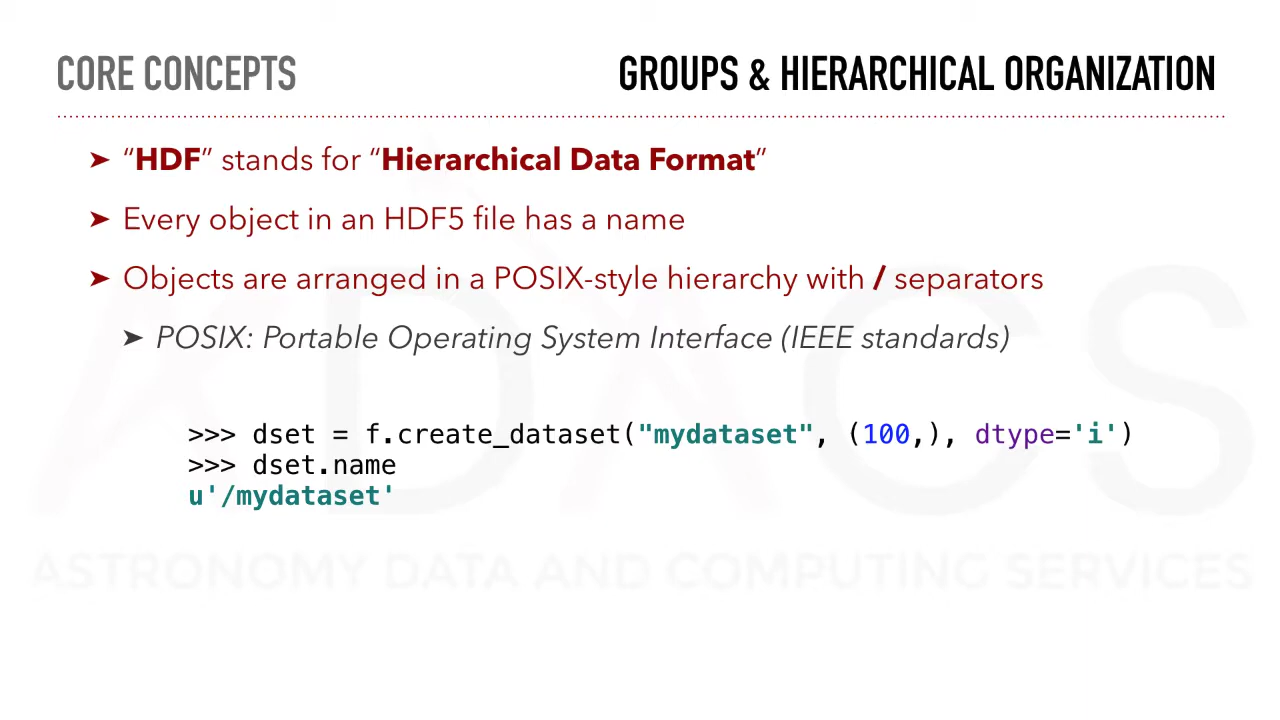 CORE CONCEPTS
GROUPS & HIERARCHICAL ORGANIZATION
➤ “HDF” stands for “Hierarchical Data Format”
➤ Every object in an HDF5 file has a name
➤ Objects are arranged in a POSIX-style hierarchy with / separators
➤ POSIX: Portable Operating System Interface (IEEE standards)
>>> dset = f.create_dataset("mydataset", (100,), dtype='i')
>>> dset.name
u'/mydataset'
ADACS
ASTRONOMY DATA AND COMPUTING SERVICES